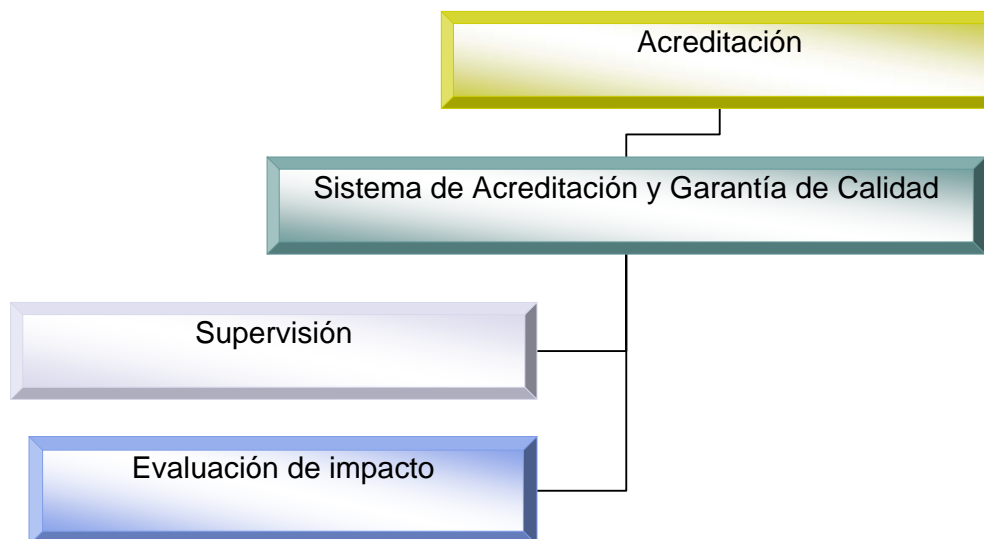 Acreditación
Sistema de Acreditación y Garantía de Calidad
Supervisión
Evaluación de impacto